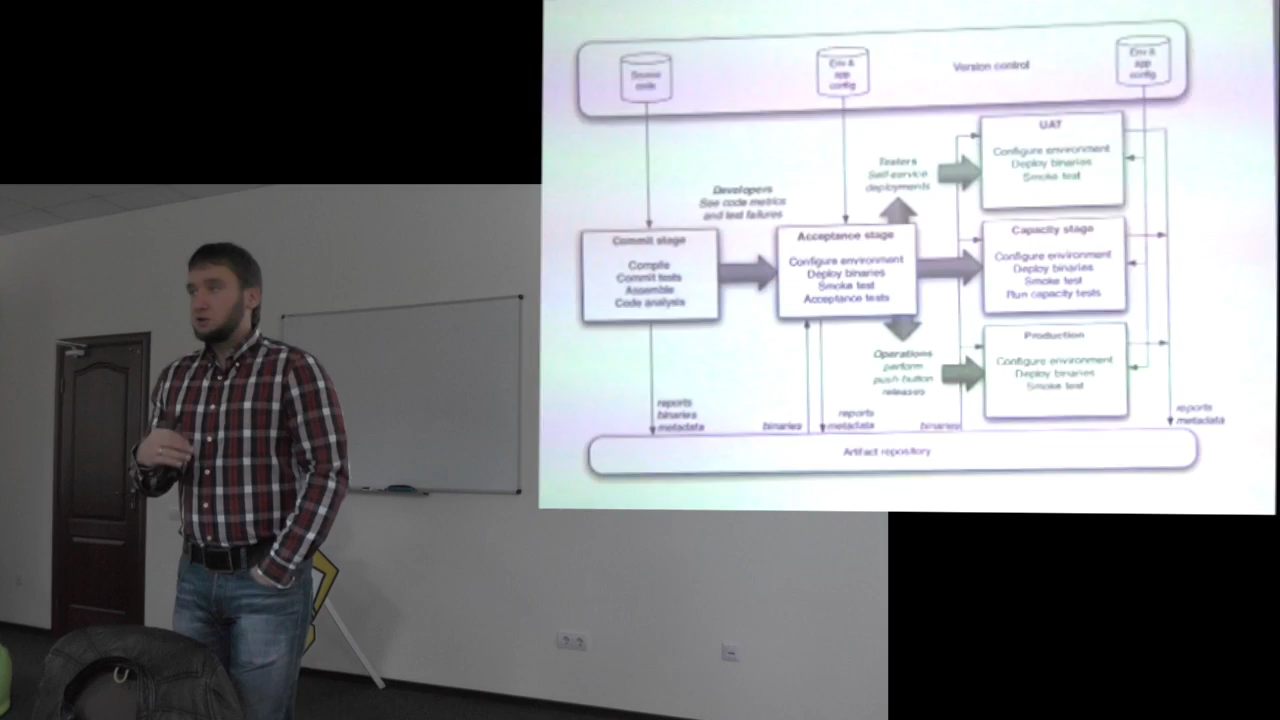 Source
code
Env &
app
config
Version control
Env &
app
config
UAT
Configure environment
Deploy binaries
Smoke test
Testers
Self-service
deployments
Developers
See code metrics
and test failures
Commit stage
Compile
Commit tests
Assemble
Code analysis
Acceptance stage
Configure environment
Deploy binaries
Smoke test
Acceptance tests
Capacity stage
Configure environment
Deploy binaries
Smoke test
Run capacity tests
Operations
perform
push-button
releases
Production
Configure environment
Deploy binaries
Smoke test
reports
binaries
metadata
binaries
reports
metadata
binaries
reports
metadata
Artifact repository